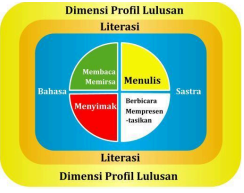 Dimensi Profil Lulusan
Literasi
Membaca
Memirsa
Menulis
Bahasa
Sastra
Menyimak
Berbicara
Mempresen
-tasikan
Literasi
Dimensi Profil Lulusan